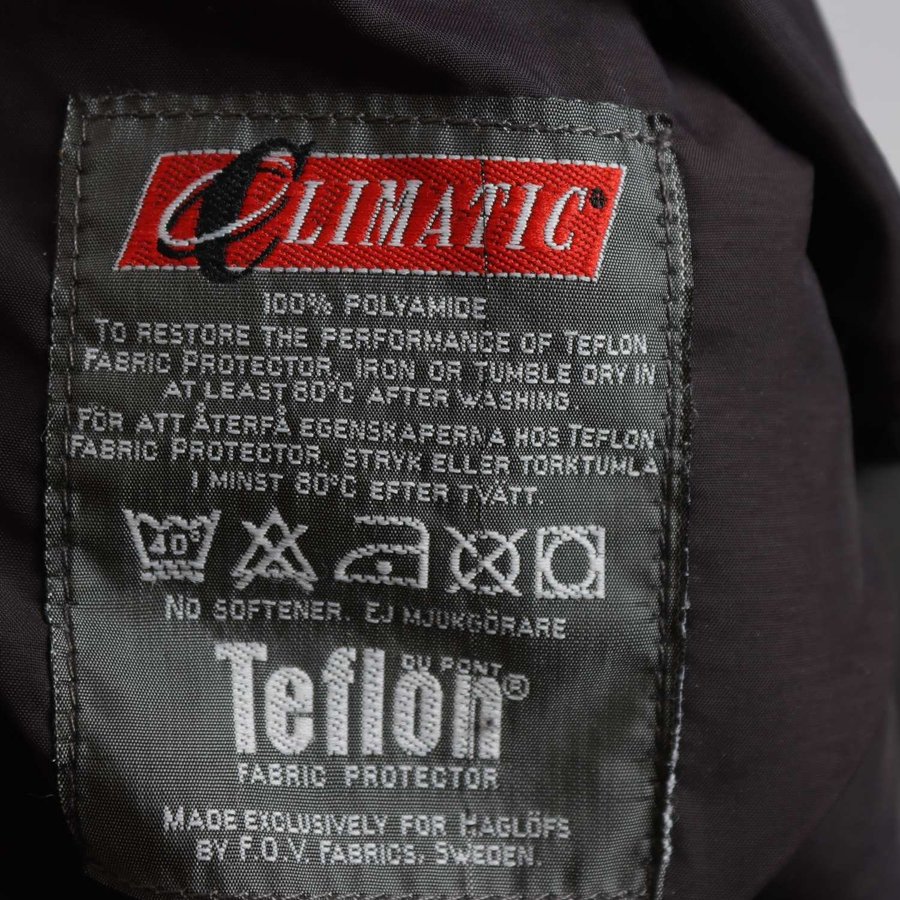 CLIMATIC®
100% POLYAMIDE
TO RESTORE THE PERFORMANCE OF TEFLON
FABRIC PROTECTOR, IRON OR TUMBLE DRY IN
AT LEAST 80°C AFTER WASHING.
FÖR ATT ÅTERFÅ EGENSKAPERNA HOS TEFLON
FABRIC PROTECTOR, STRYK ELLER TORKTUMLA
I MINST 80°C EFTER TVÄTT.
40°
NO SOFTENER. EJ MJUKGÖRARE
DU PONT
Teflon®
FABRIC PROTECTOR
MADE EXCLUSIVELY FOR HAGLÖFS
BY F.O.V. FABRICS, SWEDEN.